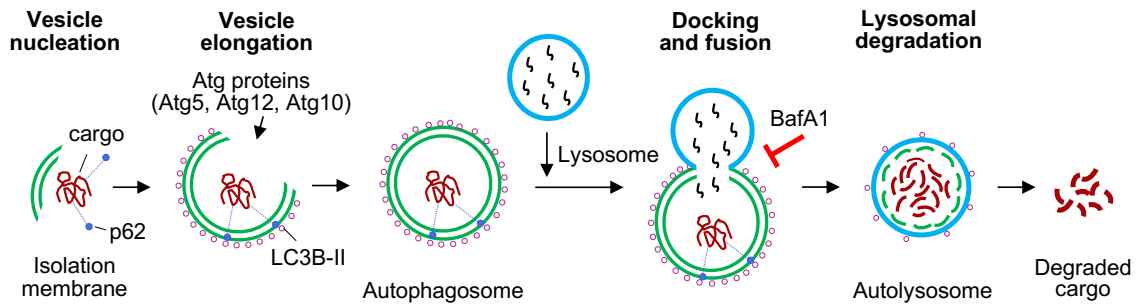 Vesicle
nucleation
Vesicle
elongation
Docking
and fusion
Lysosomal
degradation
Atg proteins
(Atg5, Atg12, Atg10)
cargo
p62
Isolation
membrane
LC3B-II
Autophagosome
Lysosome
BafA1
Autolysosome
Degraded
cargo